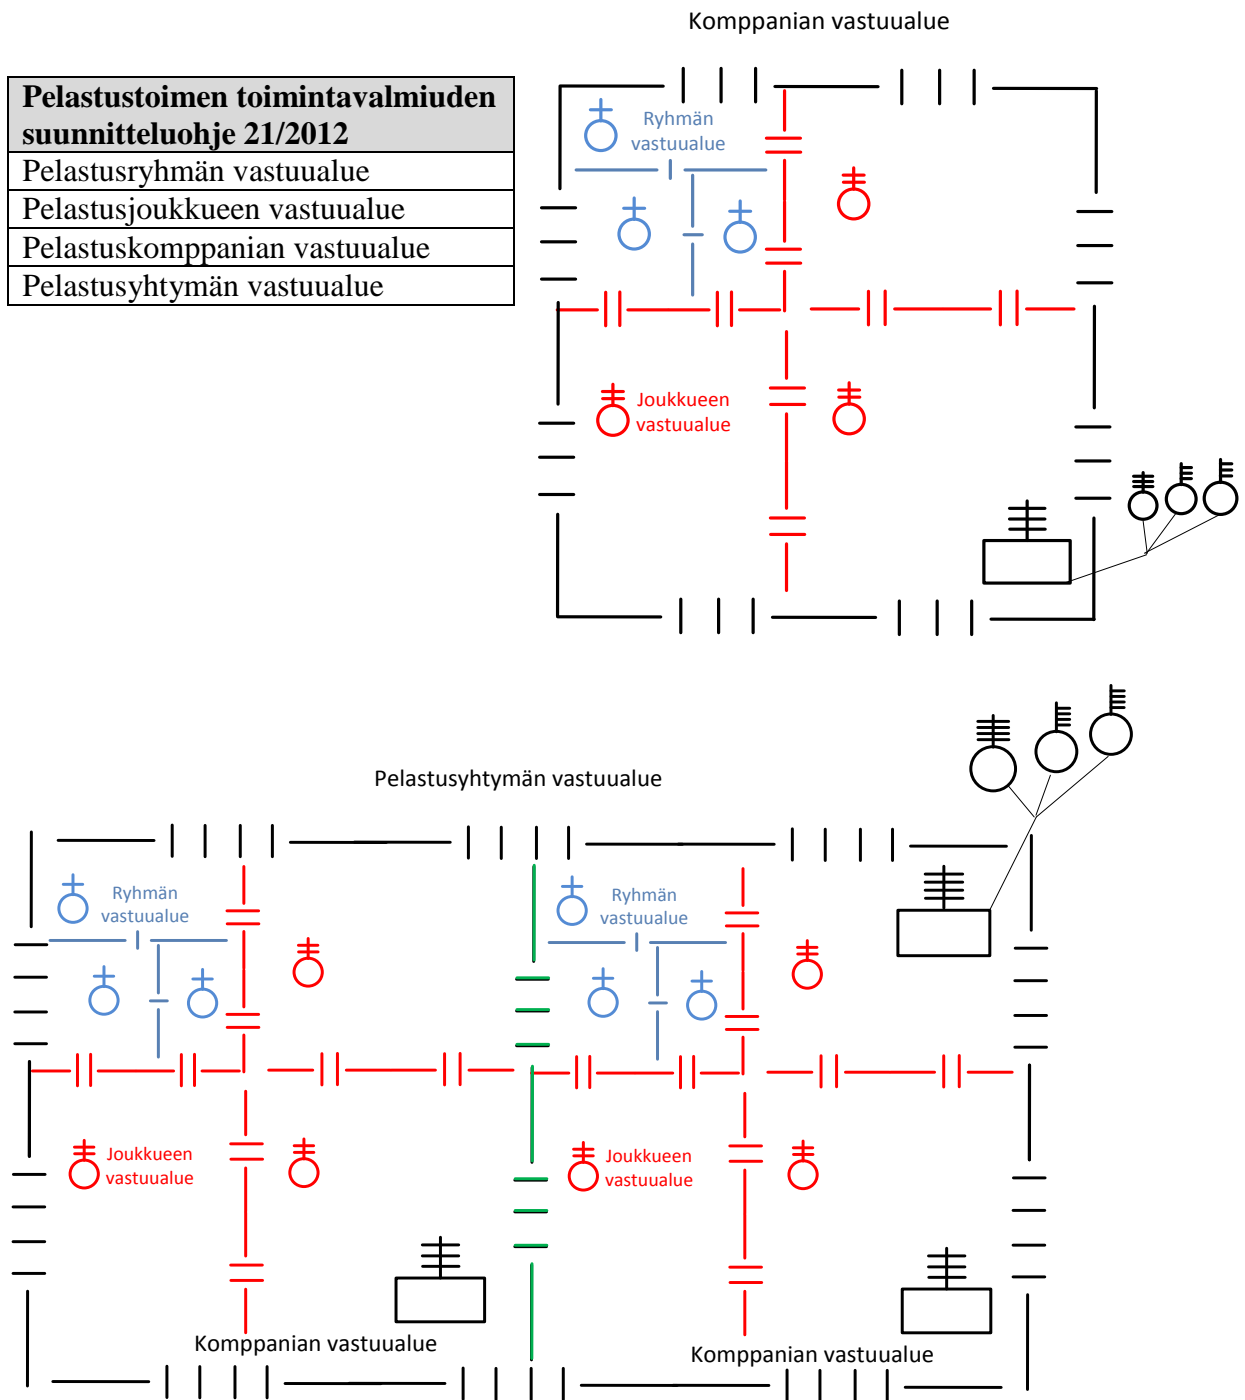 Komppanian vastuualue
Pelastustoimen toimintavalmiuden
suunnitteluohje 21/2012
Pelastusryhmän vastuualue
Pelastusjoukkueen vastuualue
Pelastuskomppanian vastuualue
Pelastusyhtymän vastuualue
Ryhmän
vastuualue
Joukkueen
vastuualue
Pelastusyhtymän vastuualue
Ryhmän
vastuualue
Ryhmän
vastuualue
Joukkueen
vastuualue
Joukkueen
vastuualue
Komppanian vastuualue
Komppanian vastuualue